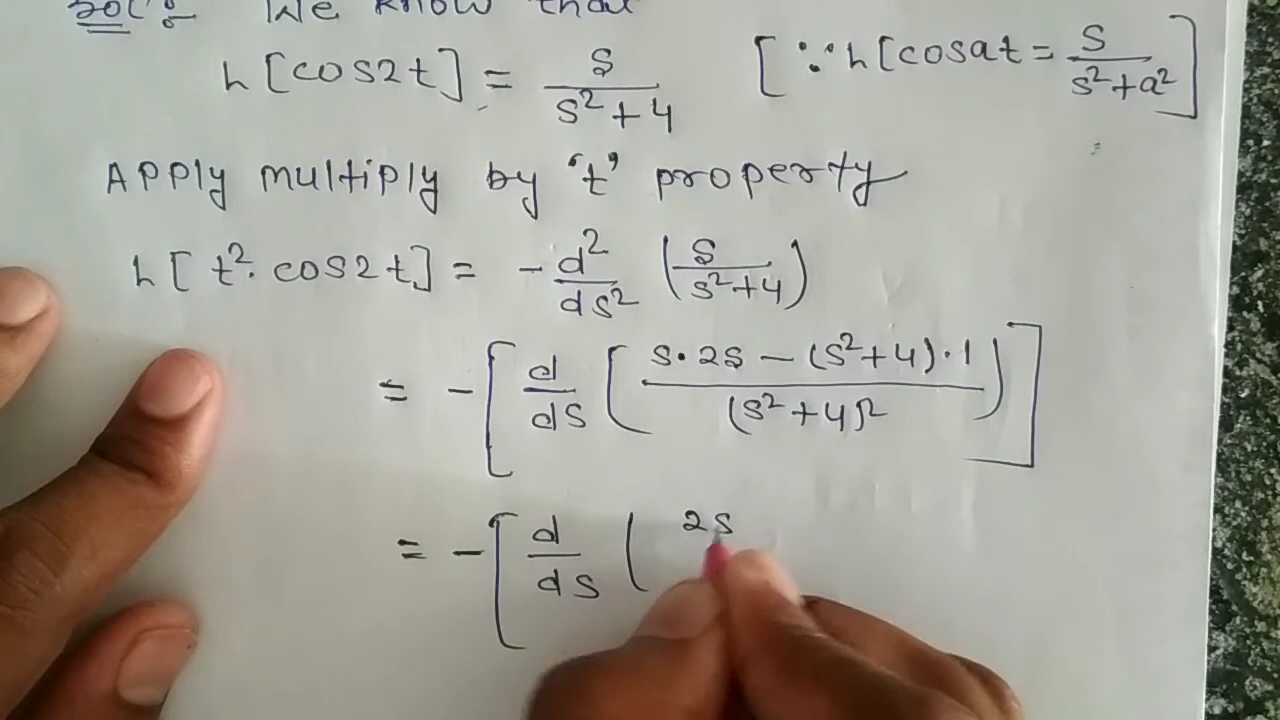 Sol: We know that
L[cos2t] = s/(s²+4) [∵ L[cosat = s/(s²+a²)]
Apply multiply by 't' property
L[t². cos2t] = - d²/ds² (s/(s²+4))
= -[d/ds (s·2s - (s²+4)·1/(s²+4)²)]
= -[d/ds ( 2s